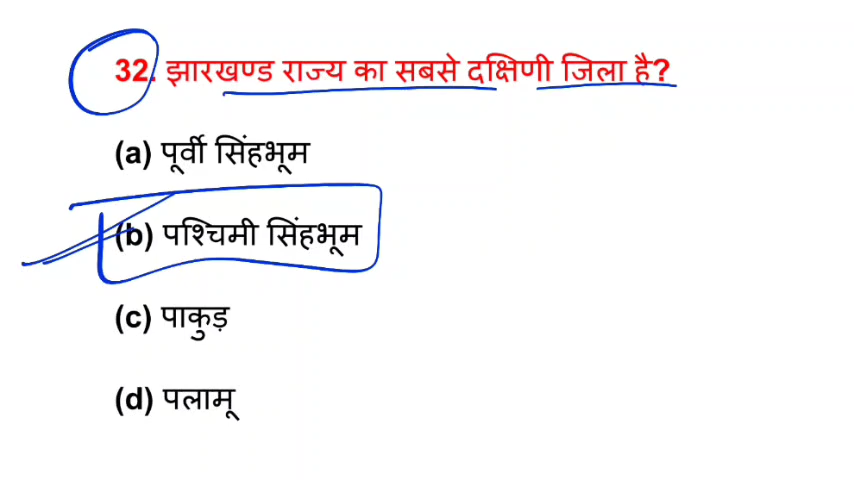 32. झारखण्ड राज्य का सबसे दक्षिणी जिला है?
(a) पूर्वी सिंहभूम
(b) पश्चिमी सिंहभूम
(c) पाकुड़
(d) पलामू